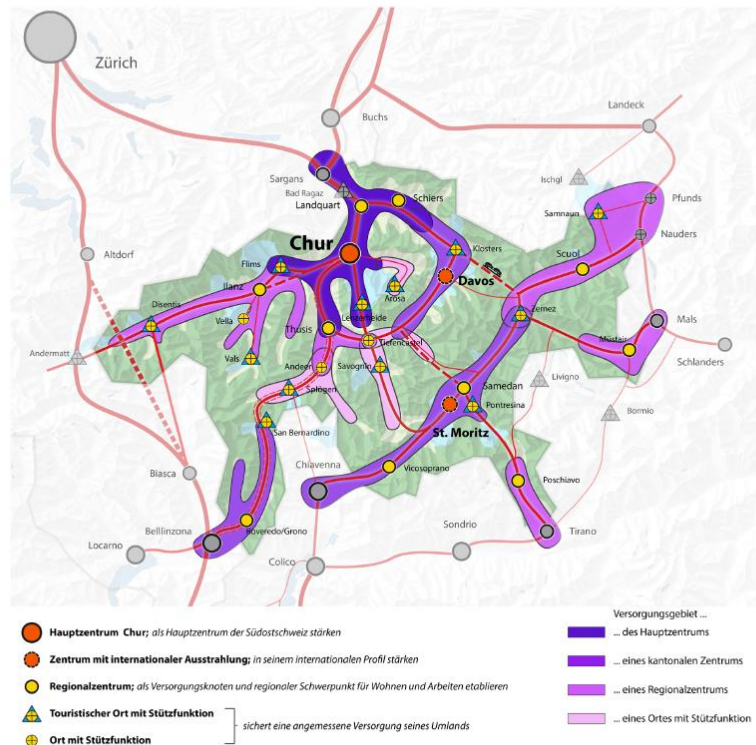 Zürich
Buchs
Landeck
Sargans
Bad Ragaz
Ischgl
Landquart
Schiers
Pfunds
Samnaun
Chur
Nauders
Altdorf
Klosters
Flims
Scuol
Ilanz
Davos
Arosa
Disentis
Lenzerheide
Zernez
Vella
Thusis
Mals
Tiefencastel
Müstair
Andermatt
Vals
Andeer
Savognin
Schlanders
Livigno
Samedan
Splügen
Pontresina
Bormio
San Bernardino
St. Moritz
Chiavenna
Vicosoprano
Biasca
Poschiavo
Roveredo/Grono
Bellinzona
Tirano
Locarno
Sondrio
Colico
Hauptzentrum Chur; als Hauptzentrum der Südostschweiz stärken
Zentrum mit internationaler Ausstrahlung; in seinem internationalen Profil stärken
Regionalzentrum; als Versorgungsknoten und regionaler Schwerpunkt für Wohnen und Arbeiten etablieren
Touristischer Ort mit Stützfunktion
sichert eine angemessene Versorgung seines Umlands
Ort mit Stützfunktion
Versorgungsgebiet ...
... des Hauptzentrums
... eines kantonalen Zentrums
... eines Regionalzentrums
... eines Ortes mit Stützfunktion